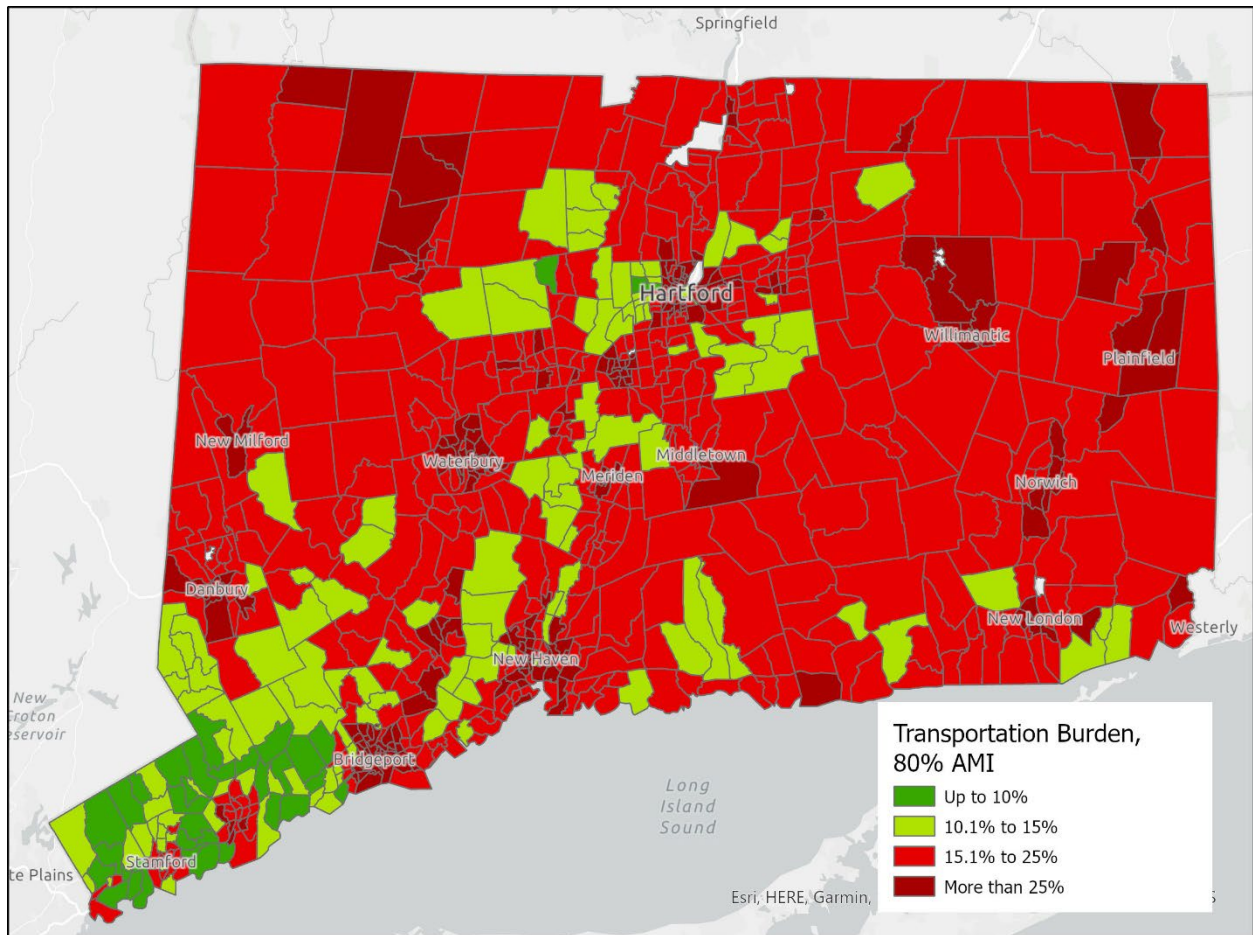 Springfield
Hartford
Willimantic
Plainfield
New Milford
Waterbury
Meriden
Middletown
Norwich
Danbury
New London
Westerly
New Haven
New
Croton
eservoir
Bridgeport
Long
Island
Sound
Stamford
te Plains
Transportation Burden,
80% AMI
Up to 10%
10.1% to 15%
15.1% to 25%
More than 25%
Esri, HERE, Garmin,
S